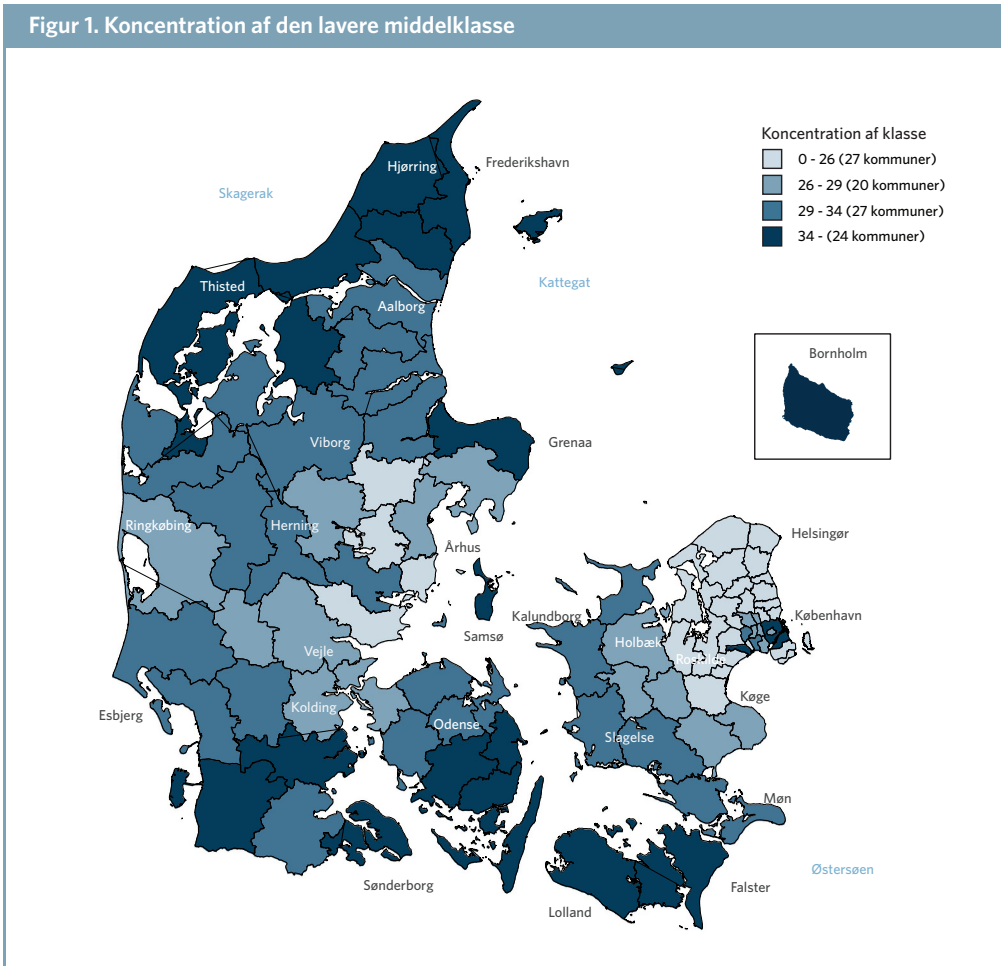 Figur 1. Koncentration af den lavere middelklasse
Koncentration af klasse
0 - 26 (27 kommuner)
26 - 29 (20 kommuner)
29 - 34 (27 kommuner)
34 - (24 kommuner)
Hjørring
Frederikshavn
Skagerak
Kattegat
Thisted
Aalborg
Bornholm
Viborg
Grenaa
Ringkøbing
Herning
Århus
Helsingør
Kalundborg
København
Samsø
Holbæk
Roskilde
Vejle
Køge
Kolding
Esbjerg
Odense
Slagelse
Møn
Østersøen
Sønderborg
Falster
Lolland